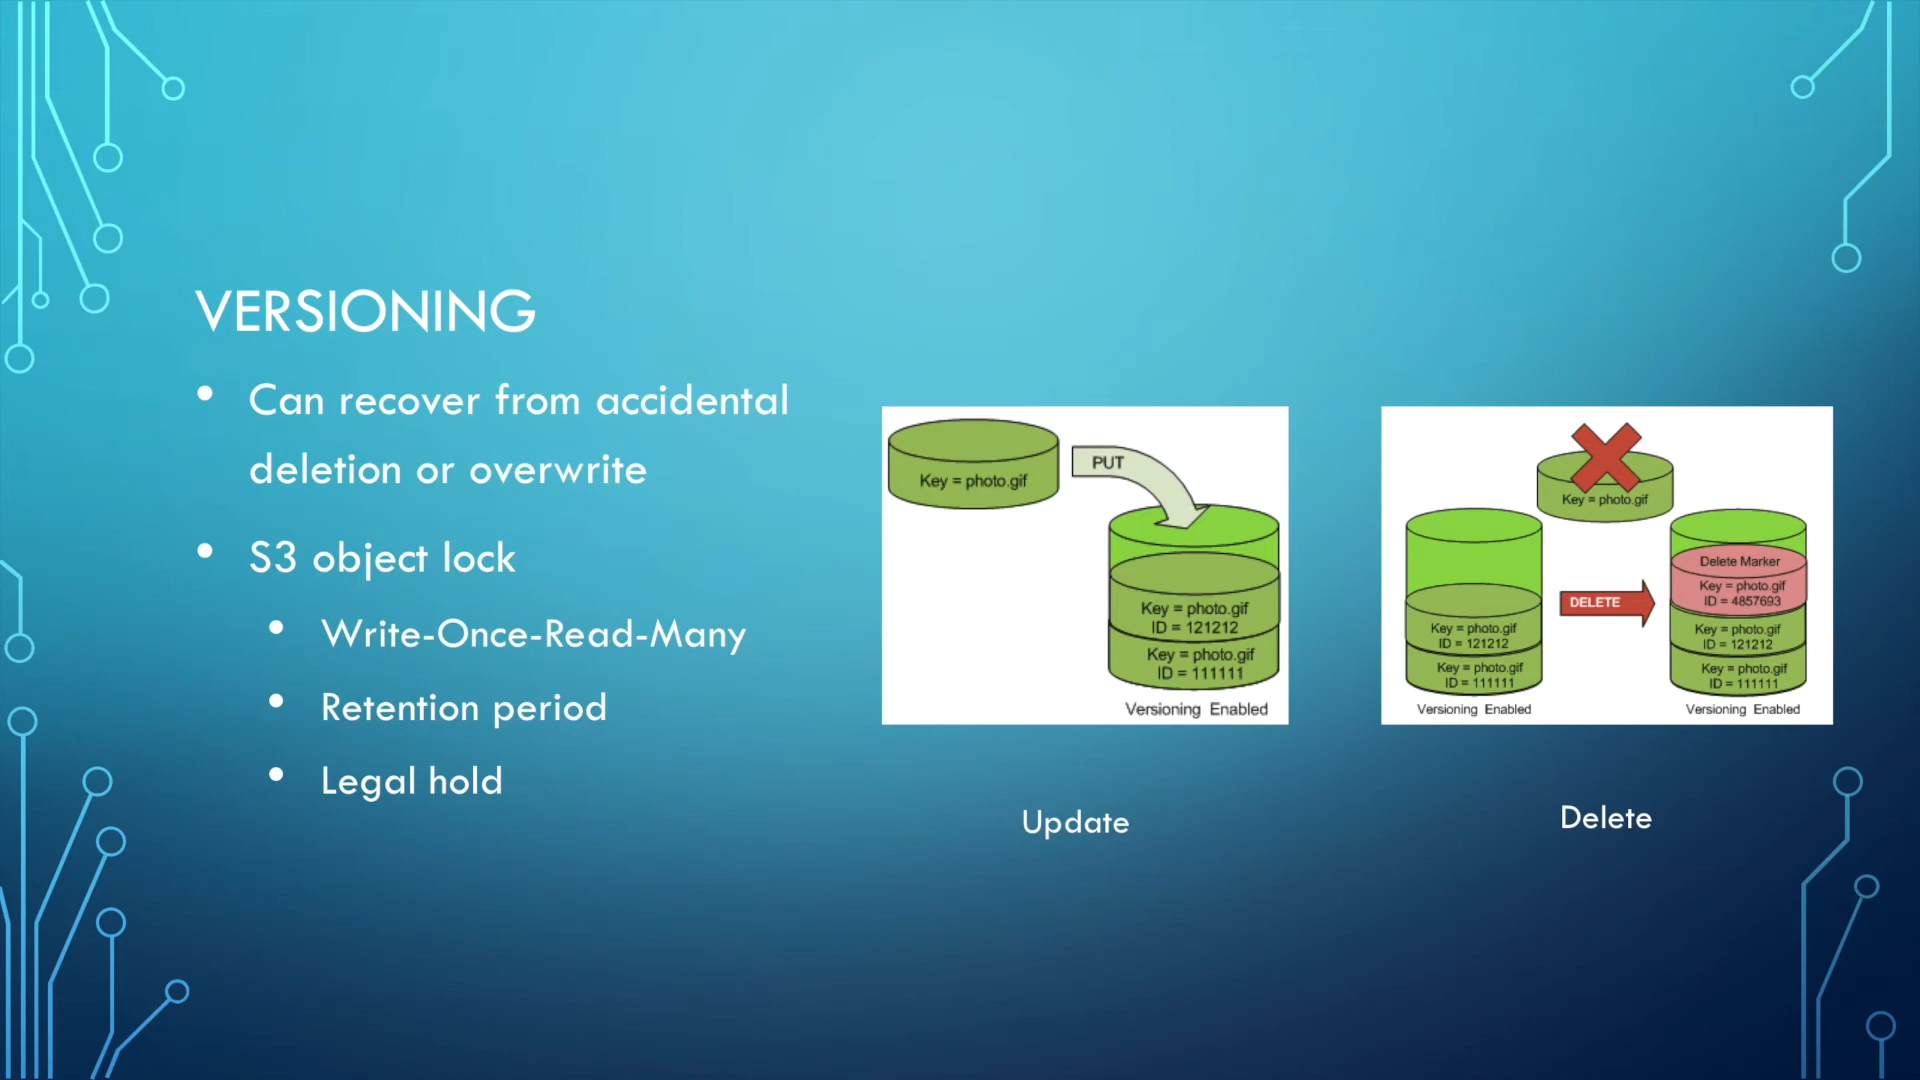 VERSIONING
• Can recover from accidental
deletion or overwrite
• S3 object lock
• Write-Once-Read-Many
• Retention period
• Legal hold
Key = photo.gif
PUT
Key = photo.gif
ID = 121212
Key = photo.gif
ID = 111111
Versioning Enabled
Update
Key = photo.gif
Key = photo.gif
ID = 121212
Key = photo.gif
ID = 111111
Versioning Enabled
DELETE
Delete Marker
Key = photo.gif
ID = 4857693
Key = photo.gif
ID = 121212
Key = photo.gif
ID = 111111
Versioning Enabled
Delete